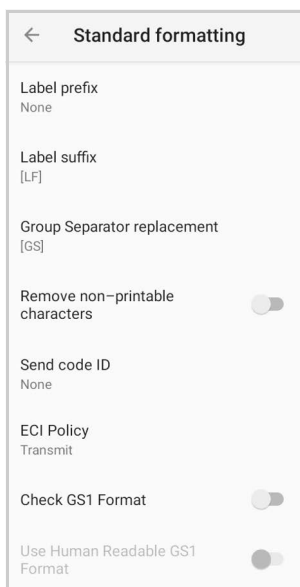 Standard formatting
Label prefix
None
Label suffix
[LF]
Group Separator replacement
[GS]
Remove non-printable
characters
Send code ID
None
ECI Policy
Transmit
Check GS1 Format
Use Human Readable GS1
Format